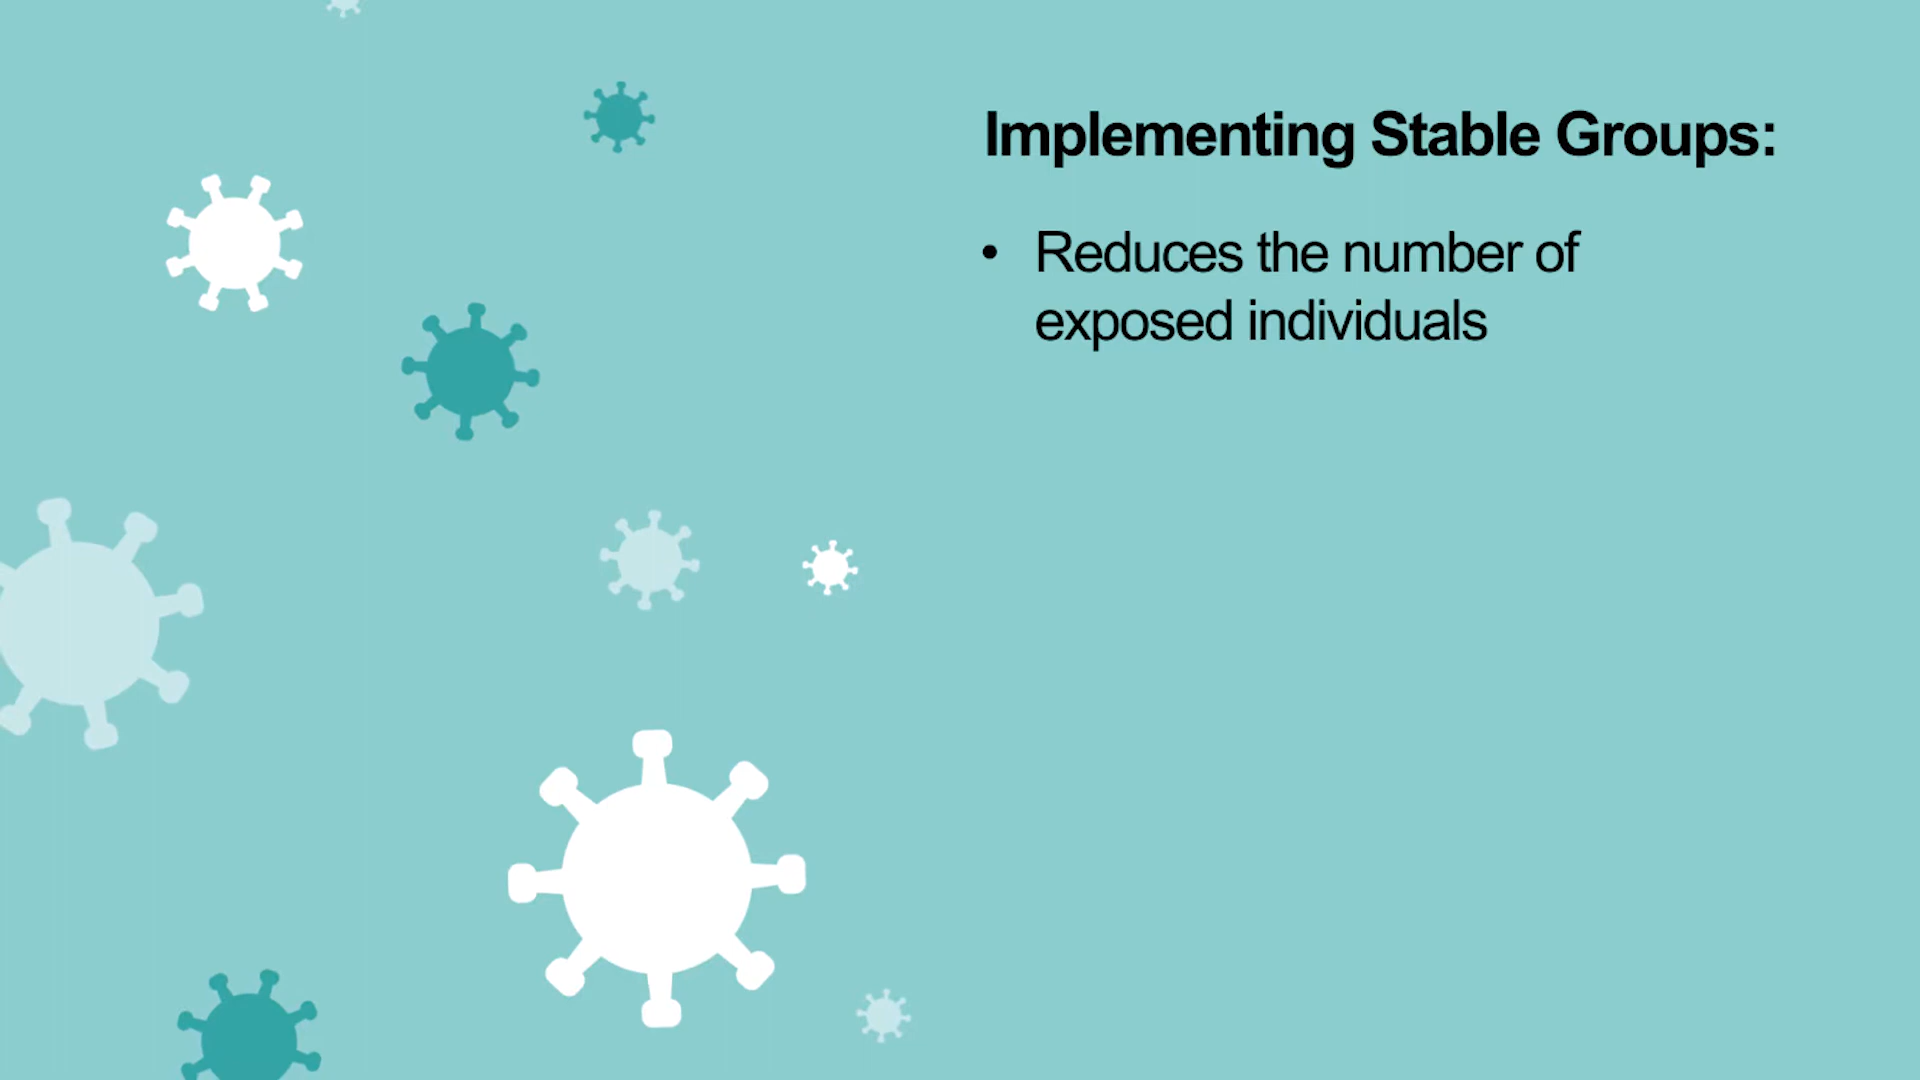 Implementing Stable Groups:
• Reduces the number of
exposed individuals